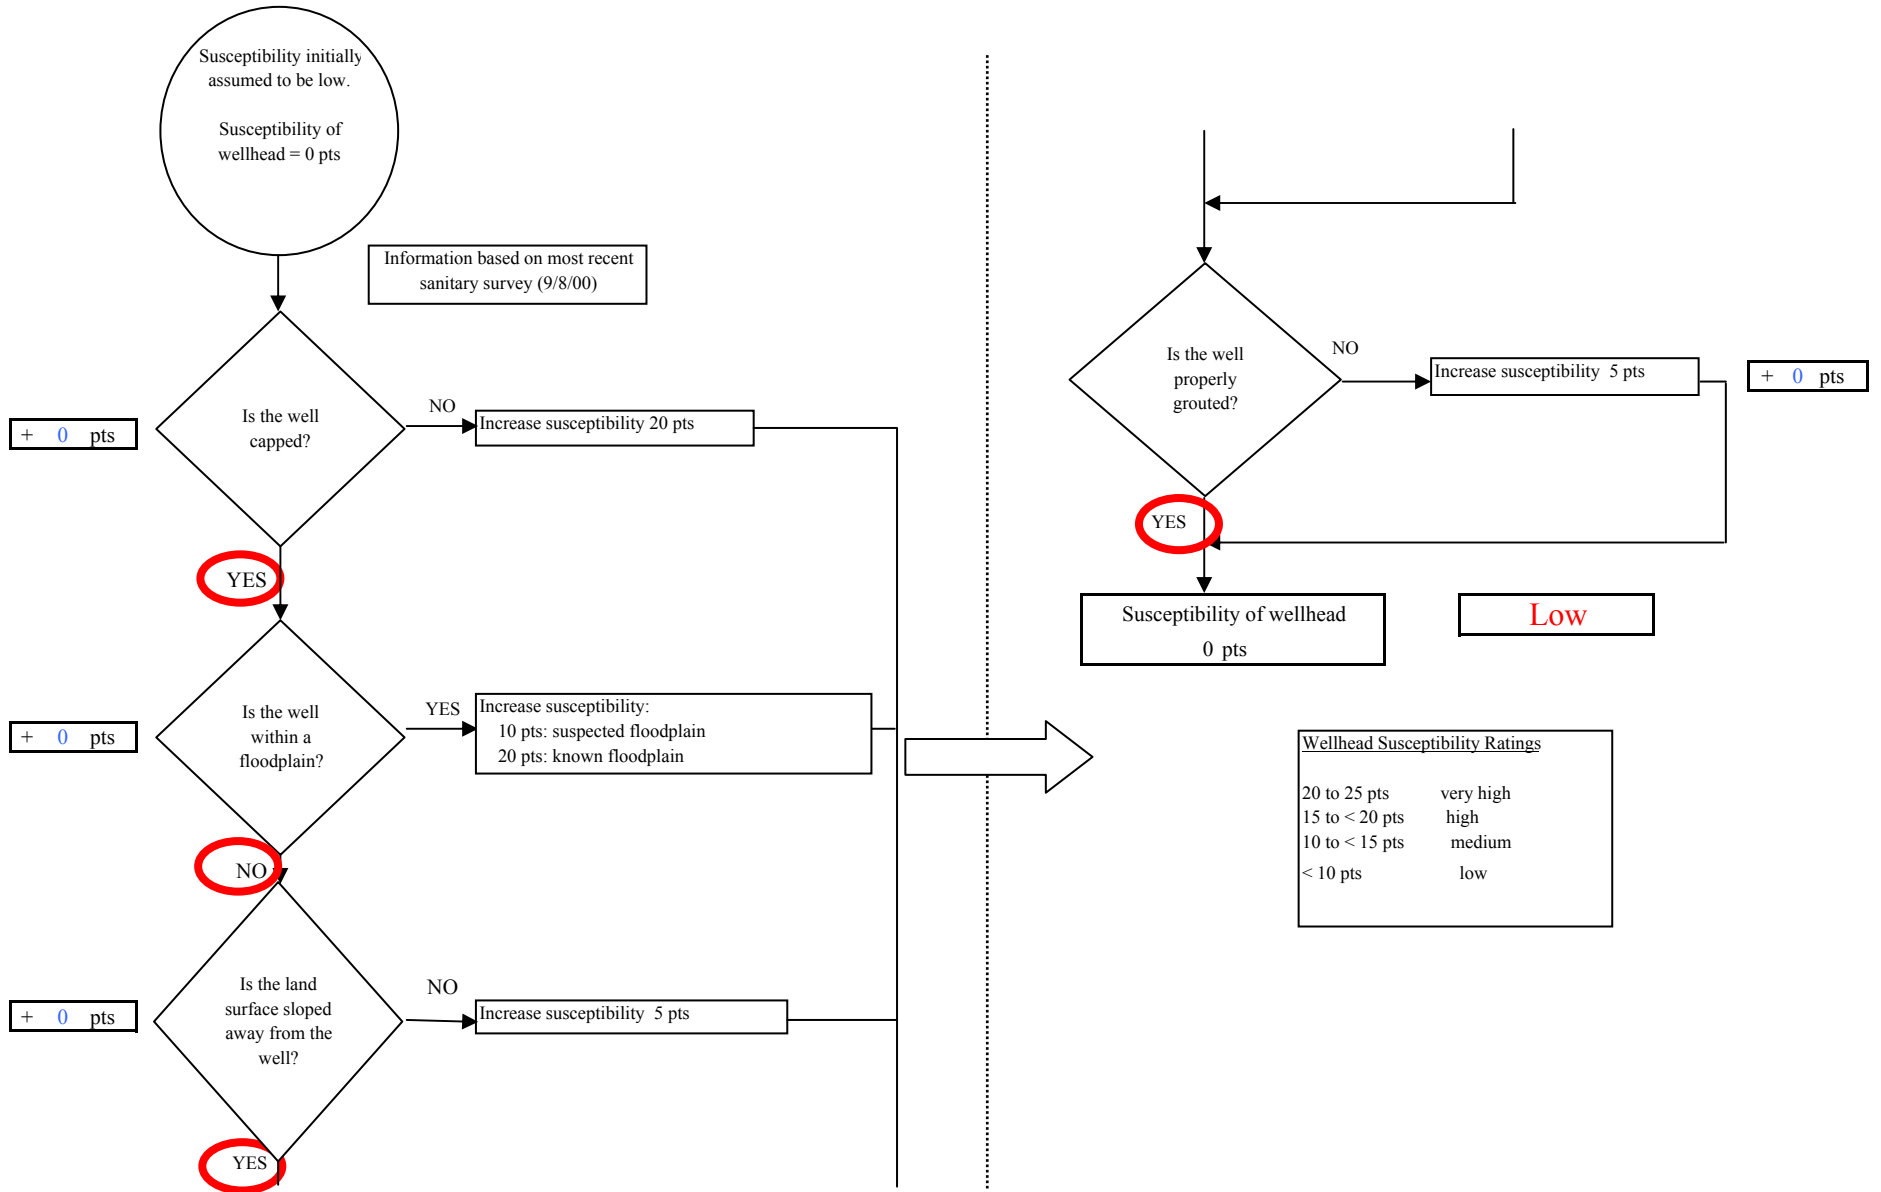 Susceptibility initially
assumed to be low.
Susceptibility of
wellhead = 0 pts
Information based on most recent
sanitary survey (9/8/00)
Is the well
capped?
NO
Increase susceptibility 20 pts
+ 0 pts
YES
Is the well
within a
floodplain?
YES
Increase susceptibility:
10 pts: suspected floodplain
20 pts: known floodplain
+ 0 pts
NO
Is the land
surface sloped
away from the
well?
NO
Increase susceptibility 5 pts
+ 0 pts
YES
Is the well
properly
grouted?
NO
Increase susceptibility 5 pts
+ 0 pts
YES
Susceptibility of wellhead
0 pts
Low
Wellhead Susceptibility Ratings
20 to 25 pts very high
15 to < 20 pts high
10 to < 15 pts medium
< 10 pts low